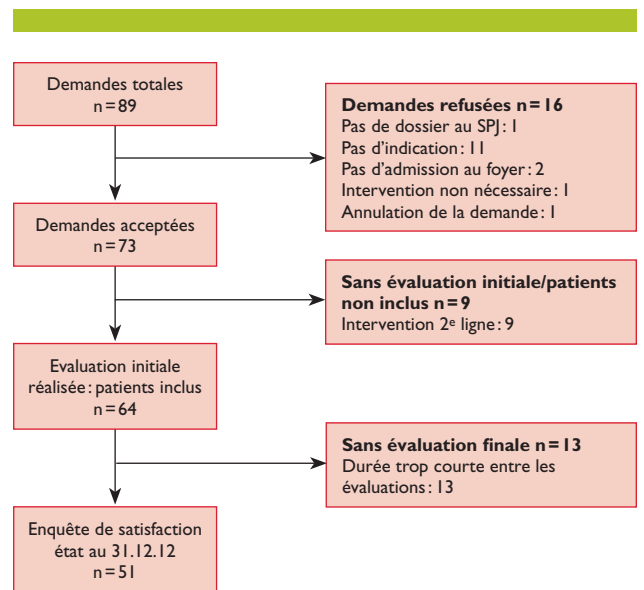 Demandes totales
n=89
Demandes refusées n=16
Pas de dossier au SPJ: 1
Pas d'indication: 11
Pas d'admission au foyer: 2
Intervention non nécessaire: 1
Annulation de la demande: 1
Demandes acceptées
n=73
Sans évaluation initiale/patients
non inclus n=9
Intervention 2e ligne: 9
Evaluation initiale
réalisée: patients inclus
n=64
Sans évaluation finale n=13
Durée trop courte entre les
évaluations: 13
Enquête de satisfaction
état au 31.12.12
n=51